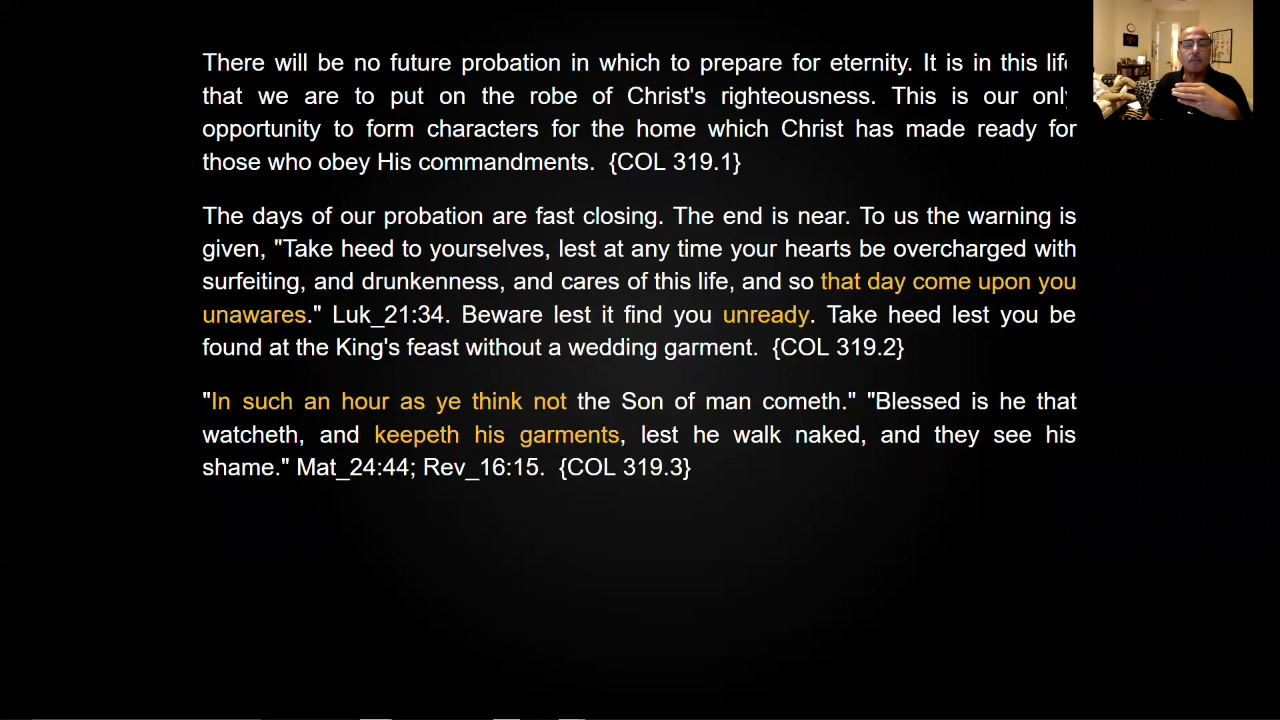 There will be no future probation in which to prepare for eternity. It is in this life
that we are to put on the robe of Christ's righteousness. This is our only
opportunity to form characters for the home which Christ has made ready for
those who obey His commandments. {COL 319.1}
The days of our probation are fast closing. The end is near. To us the warning is
given, "Take heed to yourselves, lest at any time your hearts be overcharged with
surfeiting, and drunkenness, and cares of this life, and so that day come upon you
unawares." Luk_21:34. Beware lest it find you unready. Take heed lest you be
found at the King's feast without a wedding garment. {COL 319.2}
"In such an hour as ye think not the Son of man cometh." "Blessed is he that
watcheth, and keepeth his garments, lest he walk naked, and they see his
shame." Mat_24:44; Rev_16:15. {COL 319.3}